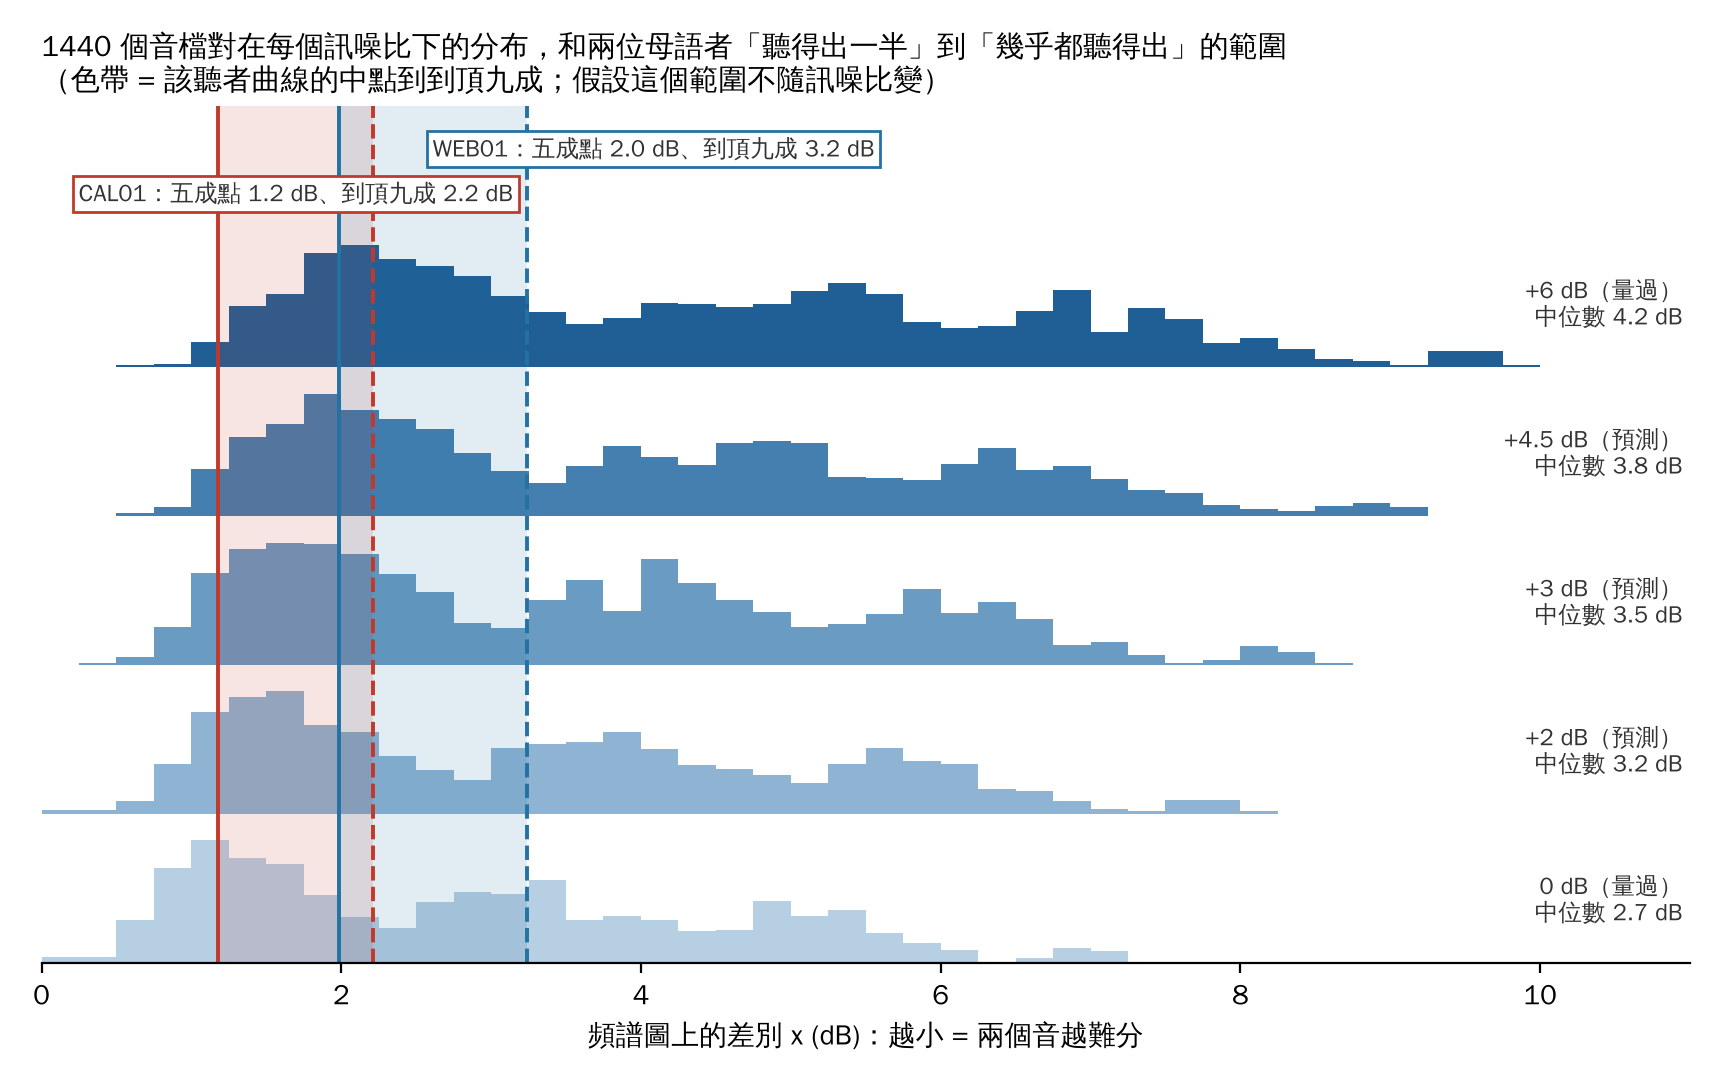 1440 個音檔對在每個訊噪比下的分布，和兩位母語者「聽得出一半」到「幾乎都聽得出」的範圍
（色帶 = 該聽者曲線的中點到到頂九成；假設這個範圍不隨訊噪比變）
WEB01：五成點 2.0 dB、到頂九成 3.2 dB
CAL01：五成點 1.2 dB、到頂九成 2.2 dB
+6 dB（量過）
中位數 4.2 dB
+4.5 dB（預測）
中位數 3.8 dB
+3 dB（預測）
中位數 3.5 dB
+2 dB（預測）
中位數 3.2 dB
0 dB（量過）
中位數 2.7 dB
0 2 4 6 8 10
頻譜圖上的差別 x (dB)：越小 = 兩個音越難分